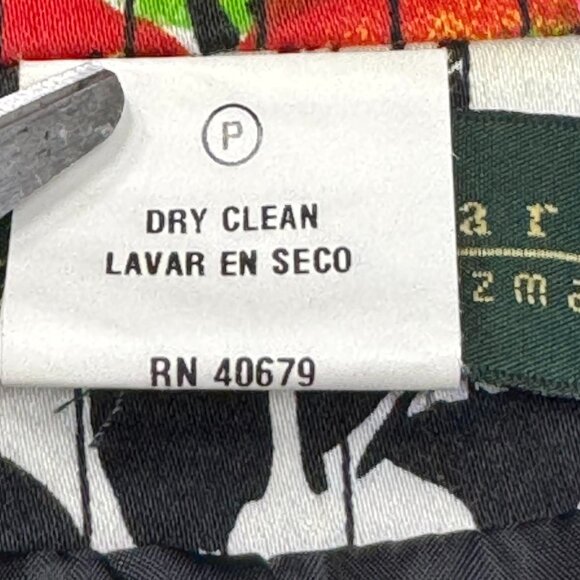 P
DRY CLEAN
LAVAR EN SECO
RN 40679